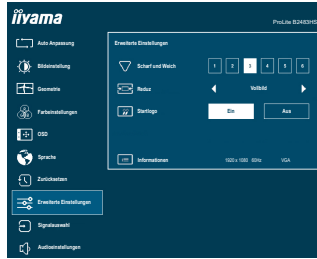 iiyama
ProLite B2483HS
Auto Anpassung
Bildeinstellung
Geometrie
Farbeinstellungen
OSD
Sprache
Zurücksetzen
Erweiterte Einstellungen
Signalauswahl
Audioeinstellungen
Erweiterte Einstellungen
Scharf und Weich 1 2 3 4 5 6
Reduz Vollbild
Startlogo Ein Aus
Informationen 1920 x 1080 60Hz VGA